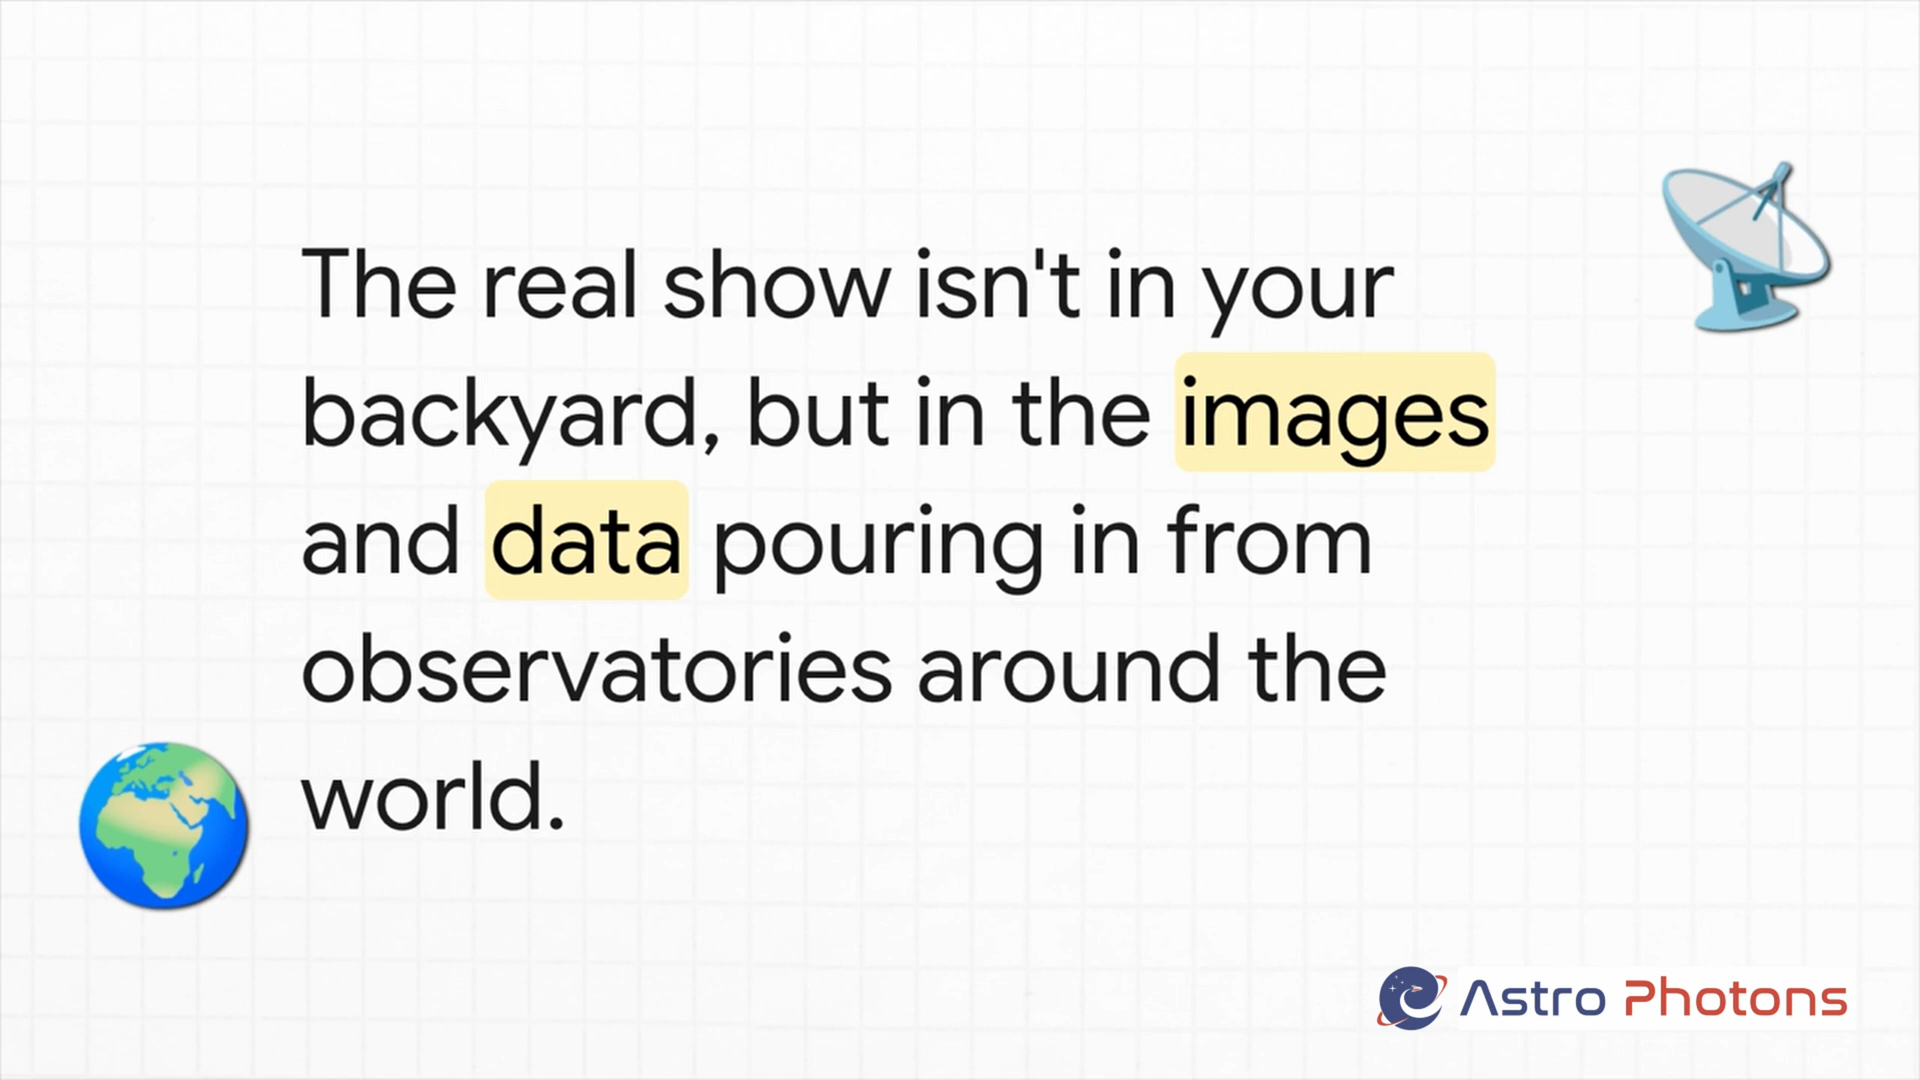 The real show isn't in your
backyard, but in the images
and data pouring in from
observatories around the
world.
Astro Photons